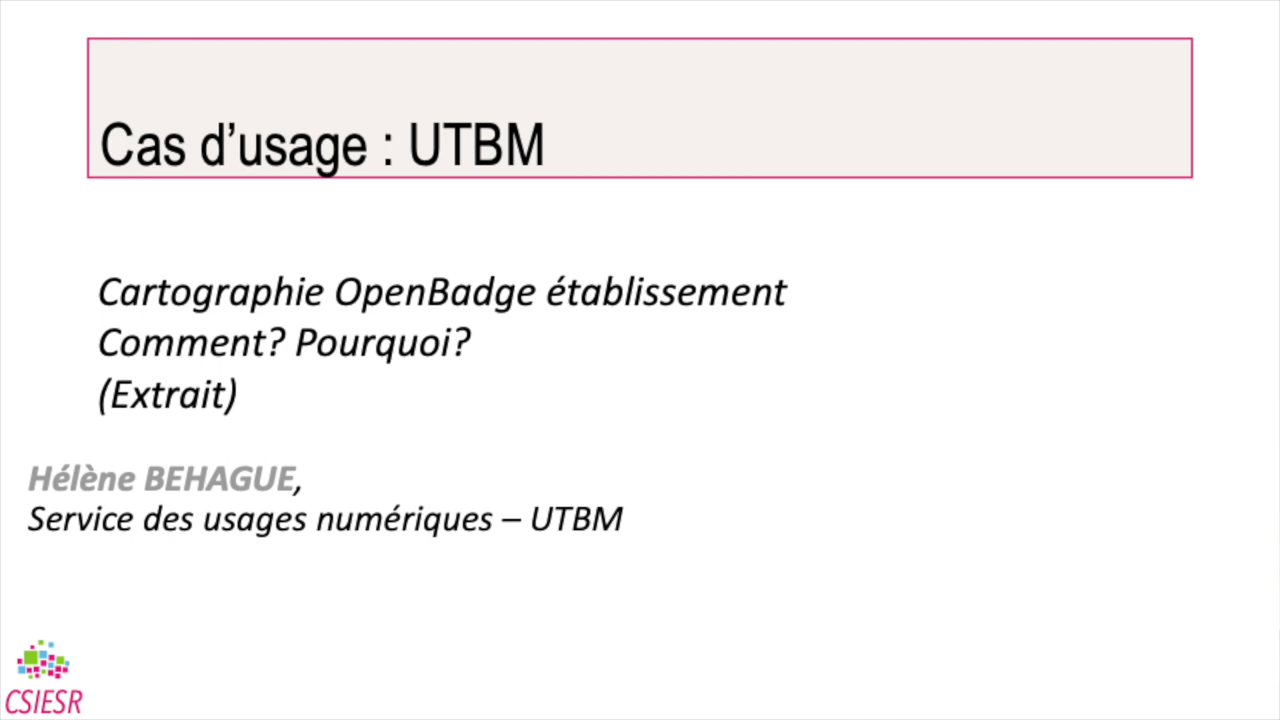 Cas d’usage : UTBM
Cartographie OpenBadge établissement
Comment? Pourquoi?
(Extrait)
Hélène BEHAGUE,
Service des usages numériques – UTBM
CSIESR